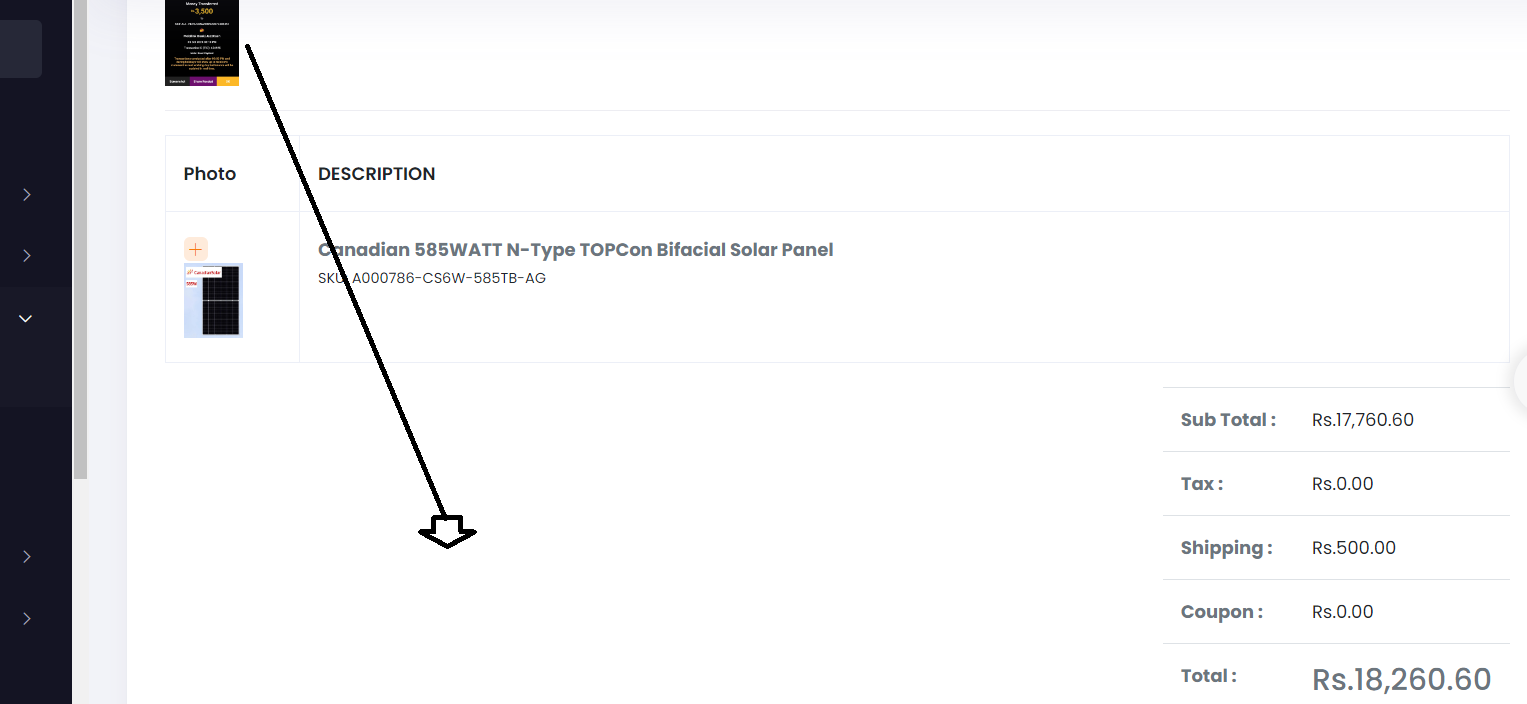 Money Transferred
3,500
Photo
DESCRIPTION
Canadian 585WATT N-Type TOPCon Bifacial Solar Panel
SKU: A000786-CS6W-585TB-AG
CanadianSolar
585W
Sub Total : Rs.17,760.60
Tax : Rs.0.00
Shipping : Rs.500.00
Coupon : Rs.0.00
Total : Rs.18,260.60